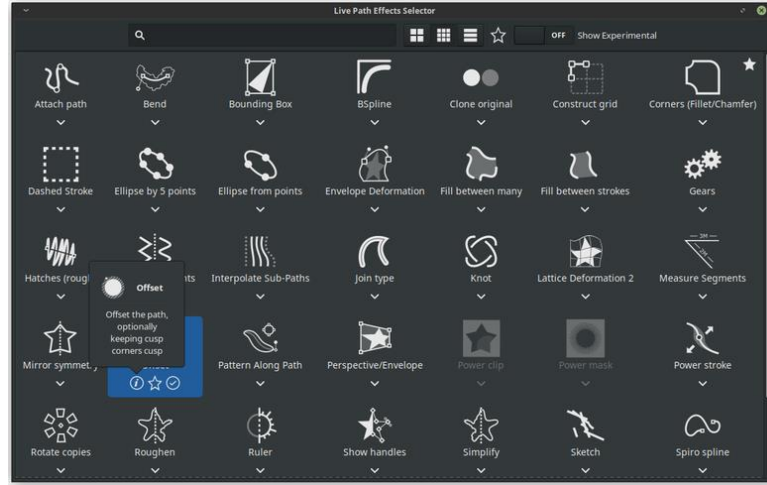 Live Path Effects Selector
OFF Show Experimental
Attach path
Bend
Bounding Box
BSpline
Clone original
Construct grid
Corners (Fillet/Chamfer)
Dashed Stroke
Ellipse by 5 points
Ellipse from points
Envelope Deformation
Fill between many
Fill between strokes
Gears
Hatches (roug
nts
Interpolate Sub-Paths
Join type
Knot
Lattice Deformation 2
Measure Segments
Offset
Offset the path,
optionally
keeping cusp
corners cusp
Mirror symmetry
Offset
Pattern Along Path
Perspective/Envelope
Power clip
Power mask
Power stroke
Rotate copies
Roughen
Ruler
Show handles
Simplify
Sketch
Spiro spline